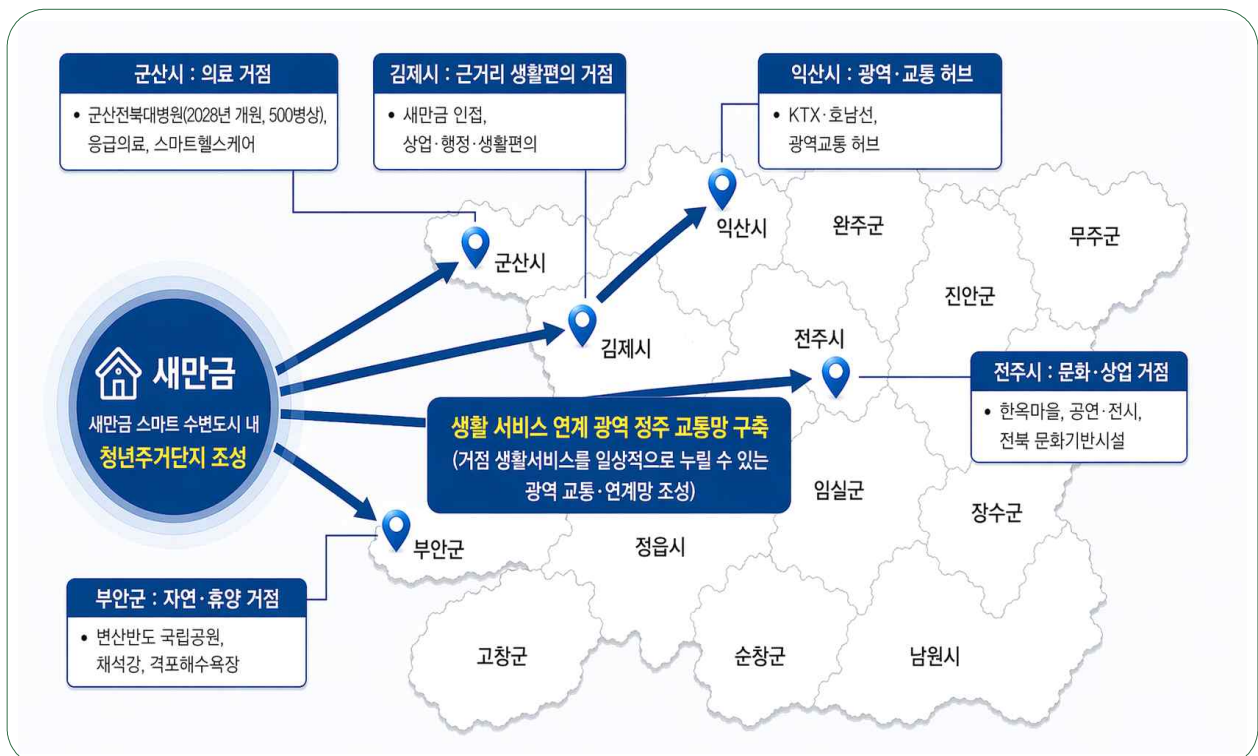 군산시 : 의료 거점
• 군산전북대병원(2028년 개원, 500병상),
응급의료, 스마트헬스케어
김제시 : 근거리 생활편의 거점
• 새만금 인접,
상업·행정·생활편의
익산시 : 광역·교통 허브
• KTX·호남선,
광역교통 허브
익산시
완주군
무주군
군산시
진안군
김제시
전주시
새만금
새만금 스마트 수변도시 내
청년주거단지 조성
전주시 : 문화·상업 거점
• 한옥마을, 공연·전시,
전북 문화기반시설
생활 서비스 연계 광역 정주 교통망 구축
(거점 생활서비스를 일상적으로 누릴 수 있는
광역 교통·연계망 조성)
임실군
장수군
부안군
정읍시
부안군 : 자연·휴양 거점
• 변산반도 국립공원,
채석강, 격포해수욕장
고창군
순창군
남원시